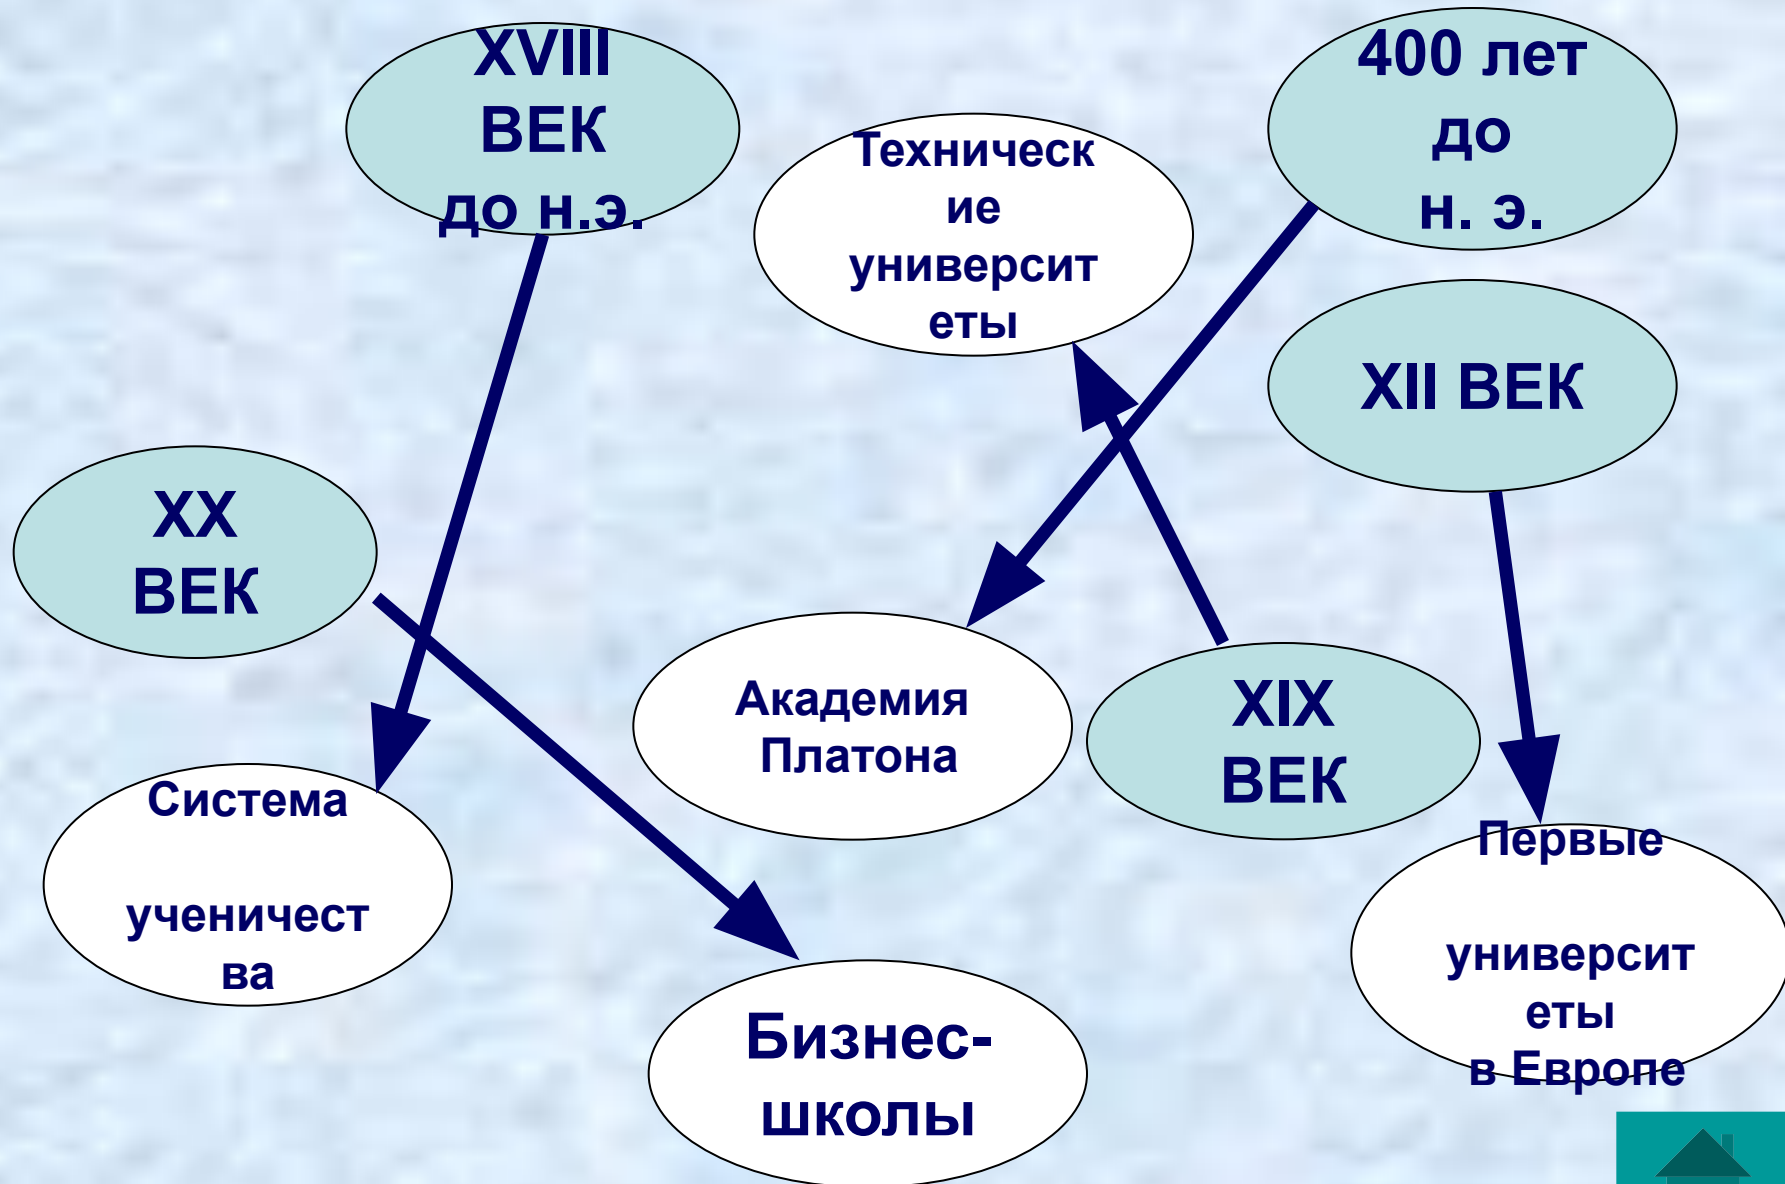 XVIII
ВЕК
до н.э.
400 лет
до
н. э.
Техническ
ие
университ
еты
XII ВЕК
XX
ВЕК
Академия
Платона
XIX
ВЕК
Система
ученичест
ва
Первые
университ
еты
в Европе
Бизнес-
школы